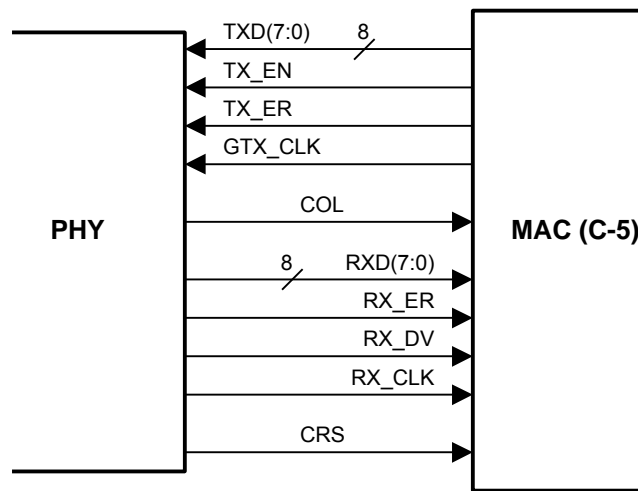 TXD(7:0) 8
TX_EN
TX_ER
GTX_CLK
COL
PHY
MAC (C-5)
8 RXD(7:0)
RX_ER
RX_DV
RX_CLK
CRS